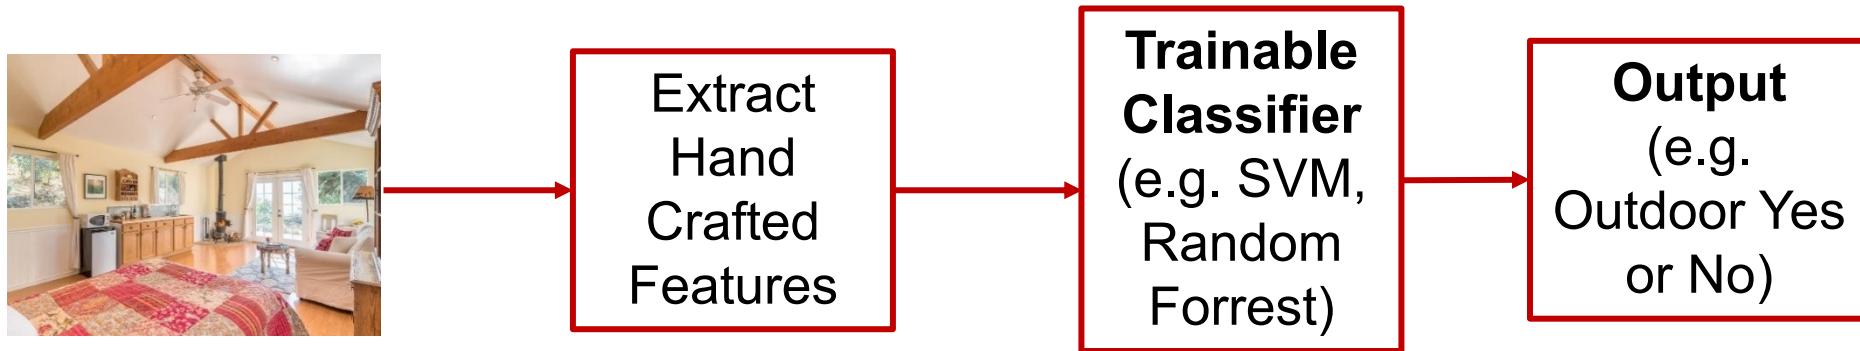 Extract
Hand
Crafted
Features
Trainable
Classifier
(e.g. SVM,
Random
Forrest)
Output
(e.g.
Outdoor Yes
or No)